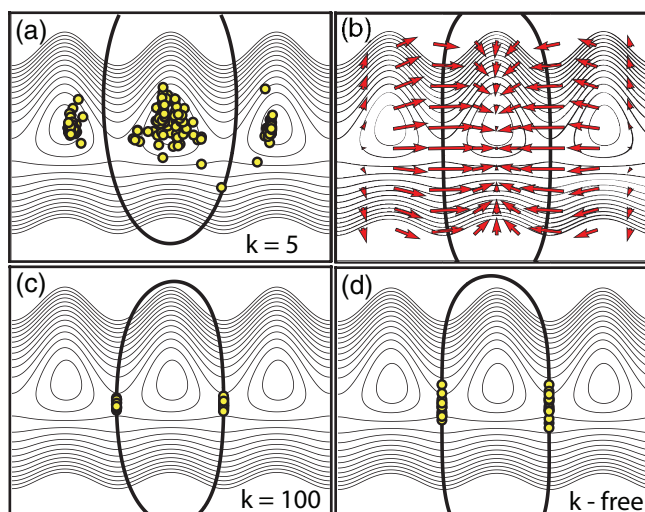 (a)
(b)
k = 5
(c)
(d)
k = 100
k - free